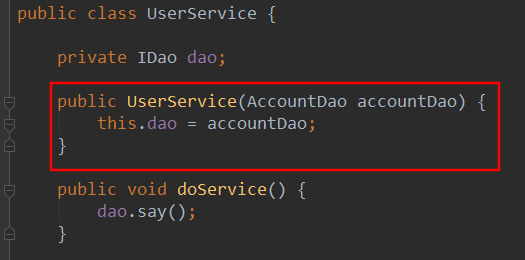 public class UserService {
private IDao dao;
public UserService(AccountDao accountDao) {
this.dao = accountDao;
}
public void doService() {
dao.say();
}